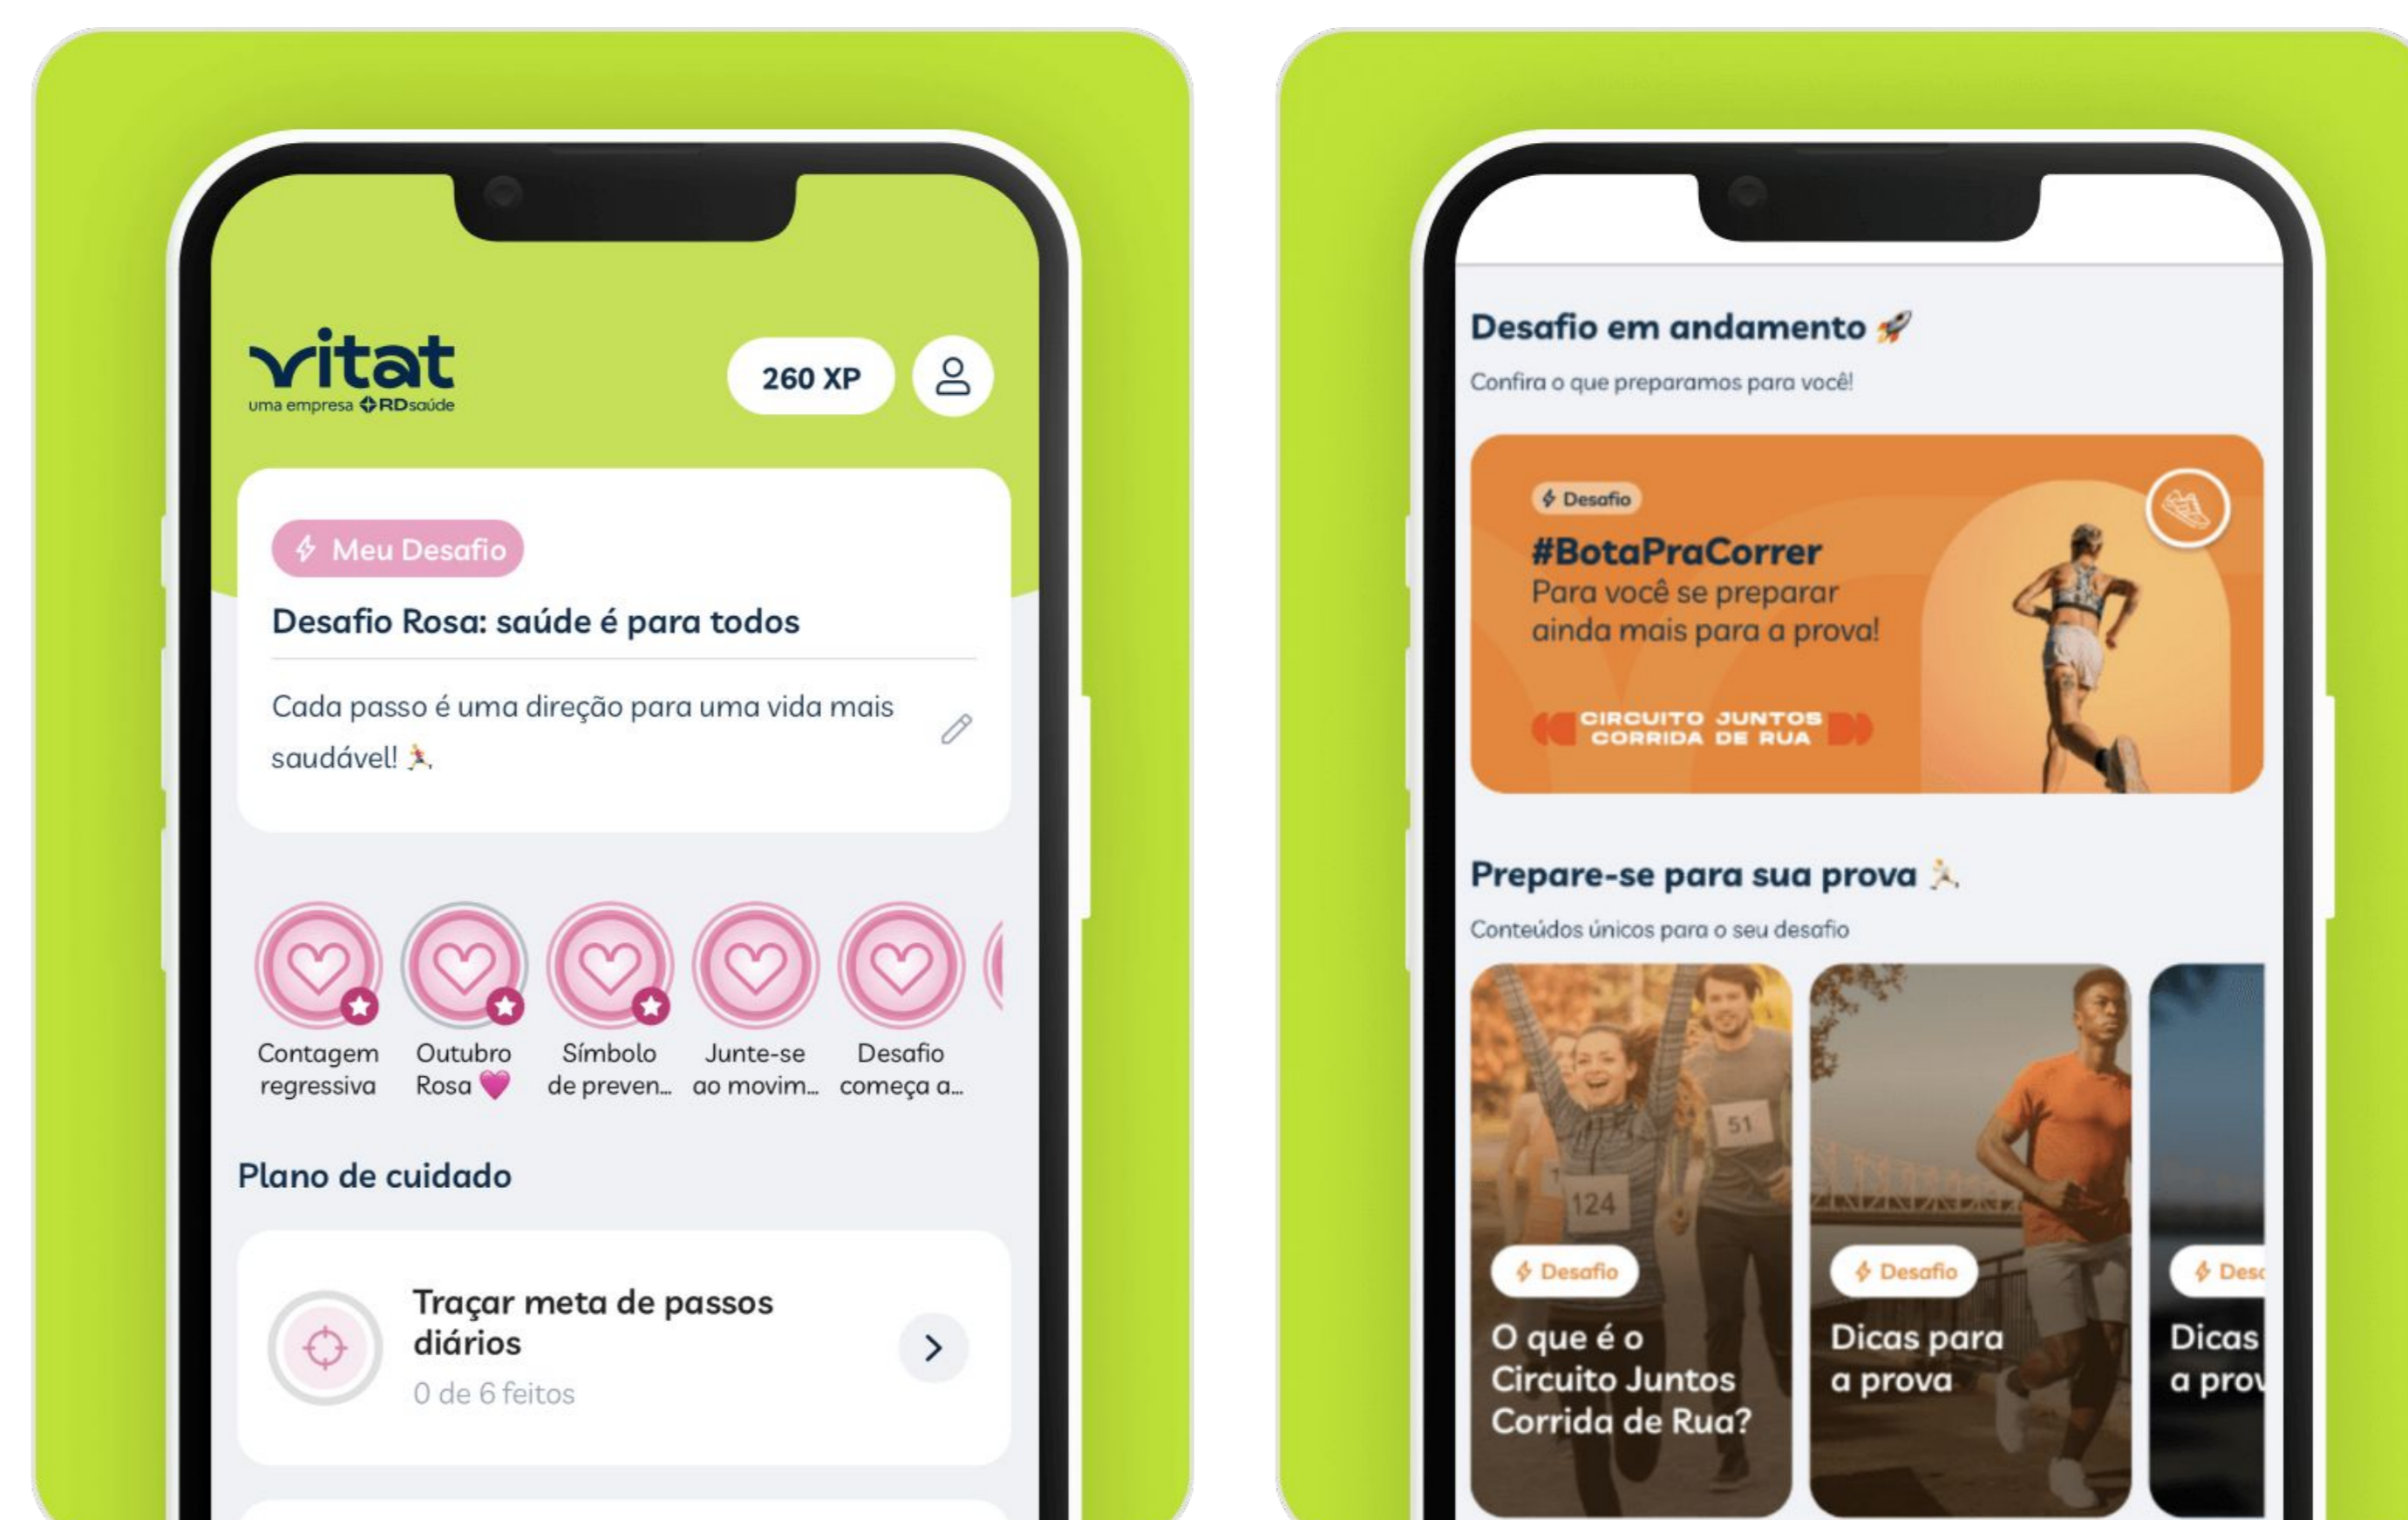 vitat
uma empresa RDsaúde
260 XP
Meu Desafio
Desafio Rosa: saúde é para todos
Cada passo é uma direção para uma vida mais
saudável! 🏃
Contagem
regressiva
Outubro
Rosa 💗
Símbolo
de preven...
Junte-se
ao movim...
Desafio
começa a...
Plano de cuidado
Traçar meta de passos
diários
0 de 6 feitos
Desafio em andamento 🚀
Confira o que preparamos para você!
Desafio
#BotaPraCorrer
Para você se preparar
ainda mais para a prova!
CIRCUITO JUNTOS
CORRIDA DE RUA
Prepare-se para sua prova 🏃
Conteúdos únicos para o seu desafio
51
124
Desafio
O que é o
Circuito Juntos
Corrida de Rua?
Desafio
Dicas para
a prova
Dicas
a